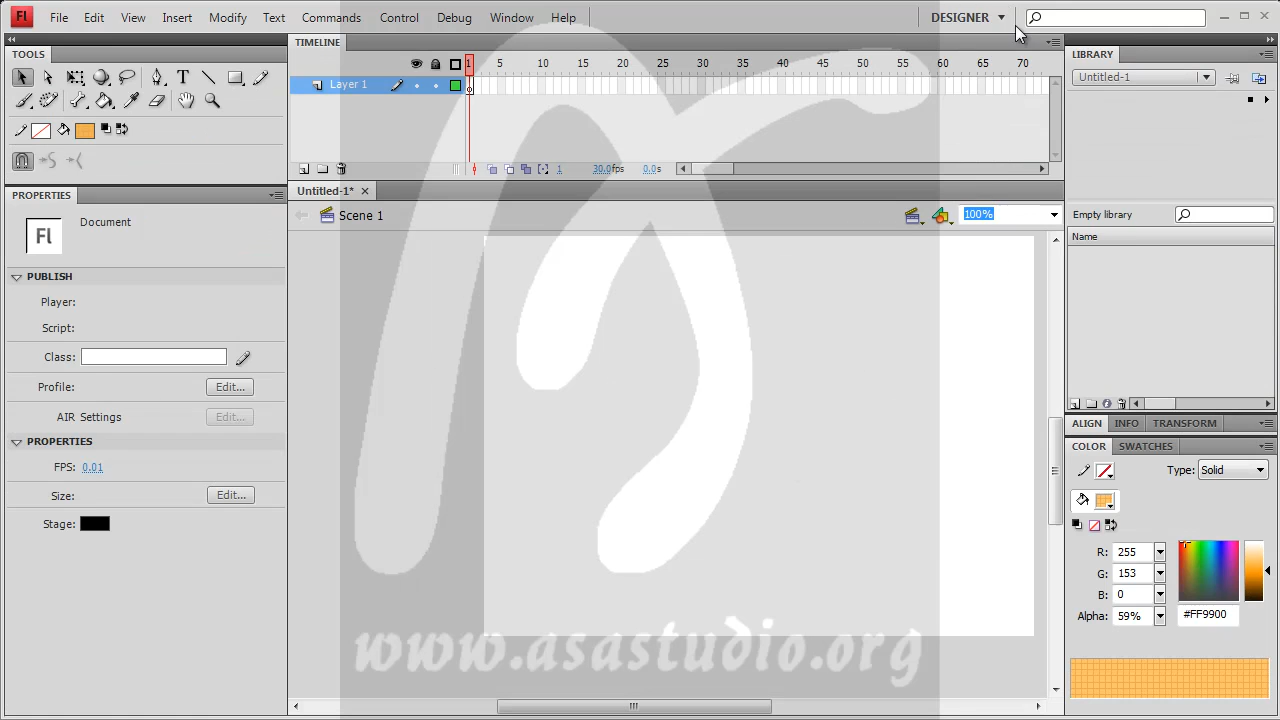 Fl File Edit View Insert Modify Text Commands Control Debug Window Help DESIGNER
TOOLS
TIMELINE
LIBRARY
1 5 10 15 20 25 30 35 40 45 50 55 60 65 70
Untitled-1
Layer 1
1 30.0fps 0.0s
PROPERTIES
Untitled-1*
Scene 1
100%
Empty library
Name
Fl
Document
PUBLISH
Player:
Script:
Class:
Profile: Edit...
AIR Settings Edit...
PROPERTIES
FPS: 0.01
Size: Edit...
Stage:
ALIGN INFO TRANSFORM
COLOR SWATCHES
Type: Solid
R: 255
G: 153
B: 0
Alpha: 59% #FF9900
www.asastudio.org